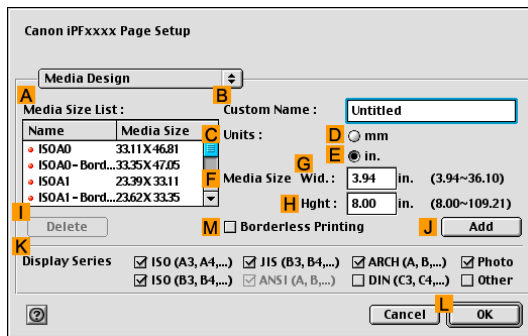 Canon iPFxxxx Page Setup
Media Design
A B
Media Size List : Custom Name : Untitled
Name Media Size C Units : D mm
ISOA0 33.11X46.81 E in.
ISOA0-Bord...33.35X47.05 G
ISOA1 23.39X33.11 F Media Size Wid.: 3.94 in. (3.94~36.10)
ISOA1-Bord...23.62X33.35 H Hght : 8.00 in. (8.00~109.21)
I Delete M Borderless Printing J Add
K
Display Series ISO (A3, A4,...) JIS (B3, B4,...) ARCH (A, B,...) Photo
ISO (B3, B4,...) ANSI (A, B,...) DIN (C3, C4,...) Other
? Cancel L OK